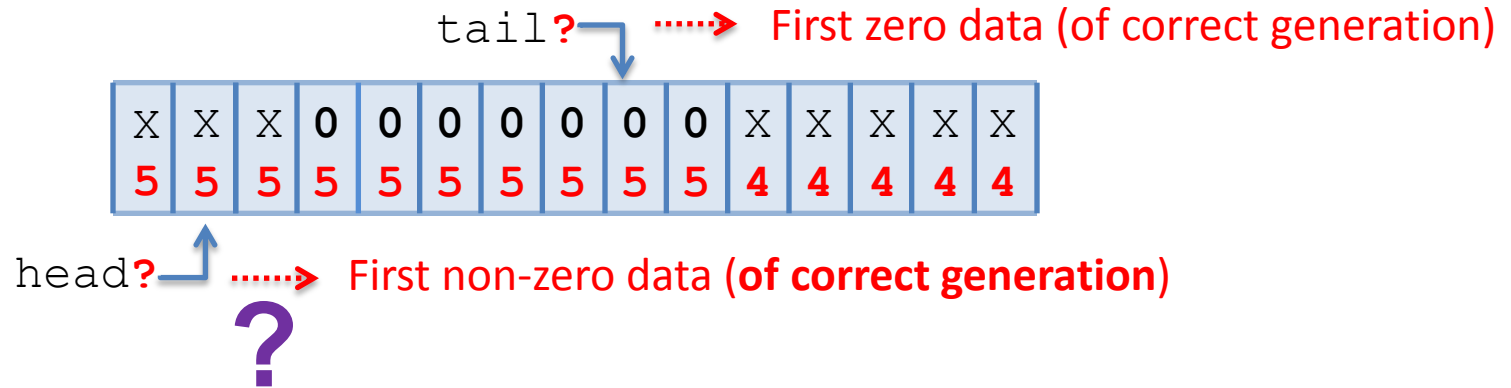 tail? First zero data (of correct generation)
X X X 0 0 0 0 0 0 0 X X X X X
5 5 5 5 5 5 5 5 5 5 4 4 4 4 4
head? First non-zero data (of correct generation)
?